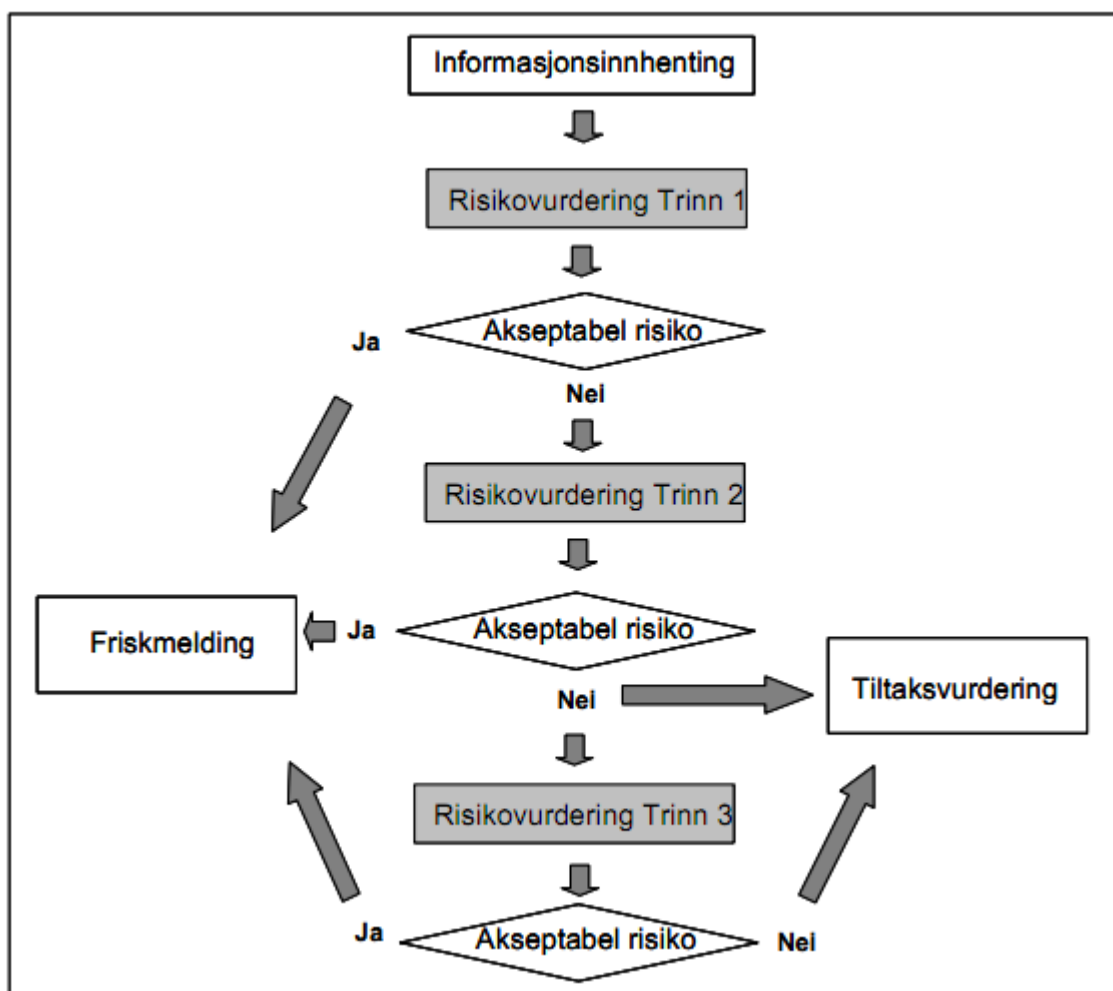 Informasjonsinnhenting
Risikovurdering Trinn 1
Akseptabel risiko
Ja
Nei
Risikovurdering Trinn 2
Friskmelding
Ja
Akseptabel risiko
Tiltaksvurdering
Nei
Risikovurdering Trinn 3
Ja
Akseptabel risiko
Nei